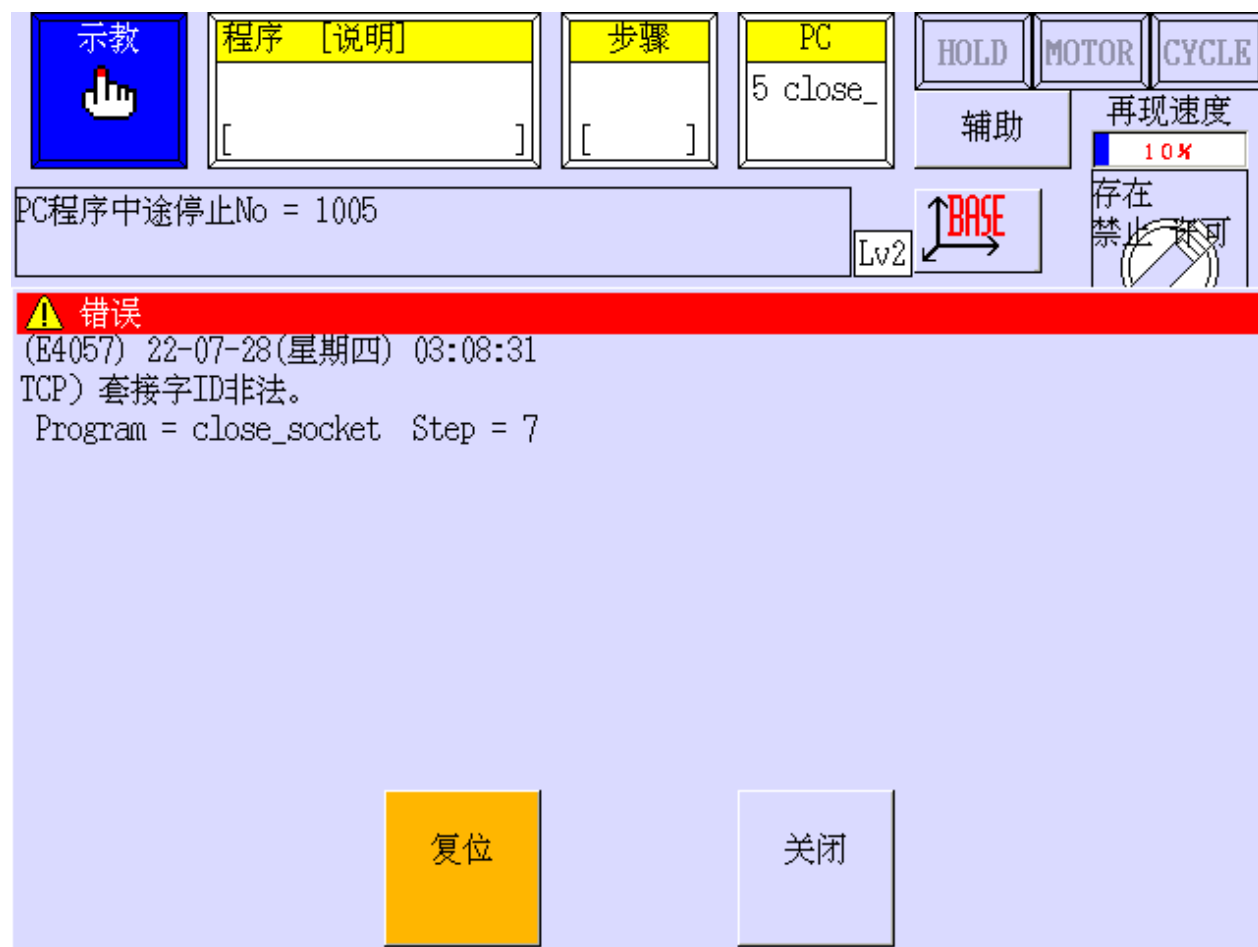 示教
程序 [说明]
[ ]
步骤
[ ]
PC
5 close_
HOLD
MOTOR
CYCLE
辅助
再现速度
10%
PC程序中途停止No = 1005
Lv2
BASE
存在
禁止 许可
错误
(E4057) 22-07-28(星期四) 03:08:31
TCP) 套接字ID非法。
Program = close_socket Step = 7
复位
关闭